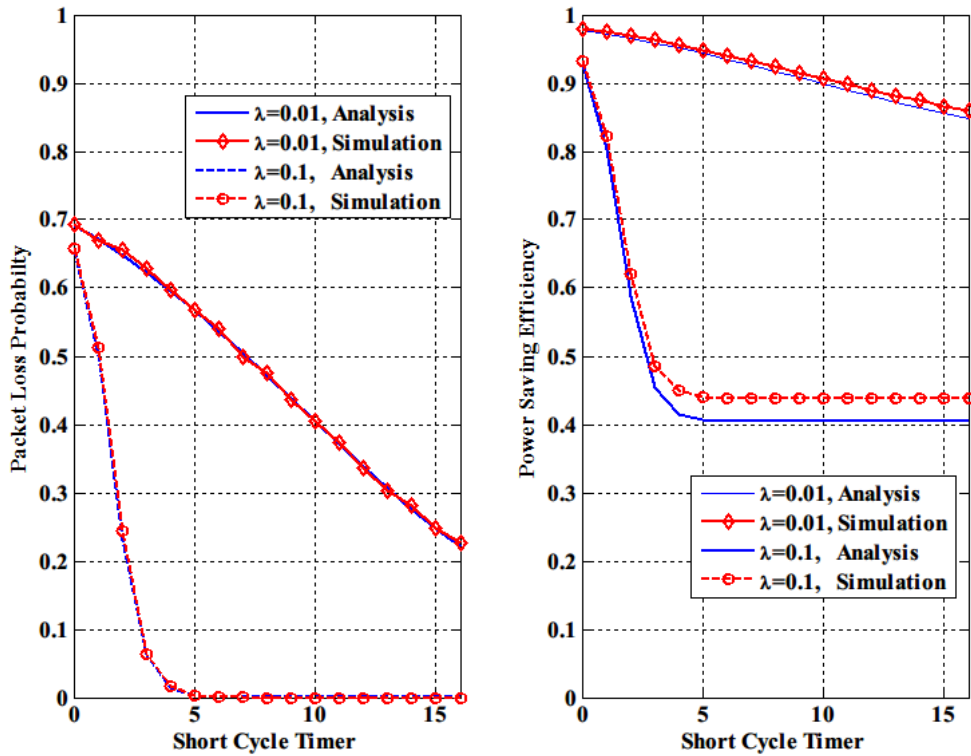 1
0.9
0.8
0.7
0.6
0.5
0.4
0.3
0.2
0.1
0
Packet Loss Probabilty
λ=0.01, Analysis
λ=0.01, Simulation
λ=0.1, Analysis
λ=0.1, Simulation
0 5 10 15
Short Cycle Timer
1
0.9
0.8
0.7
0.6
0.5
0.4
0.3
0.2
0.1
0
Power Saving Efficiency
λ=0.01, Analysis
λ=0.01, Simulation
λ=0.1, Analysis
λ=0.1, Simulation
0 5 10 15
Short Cycle Timer